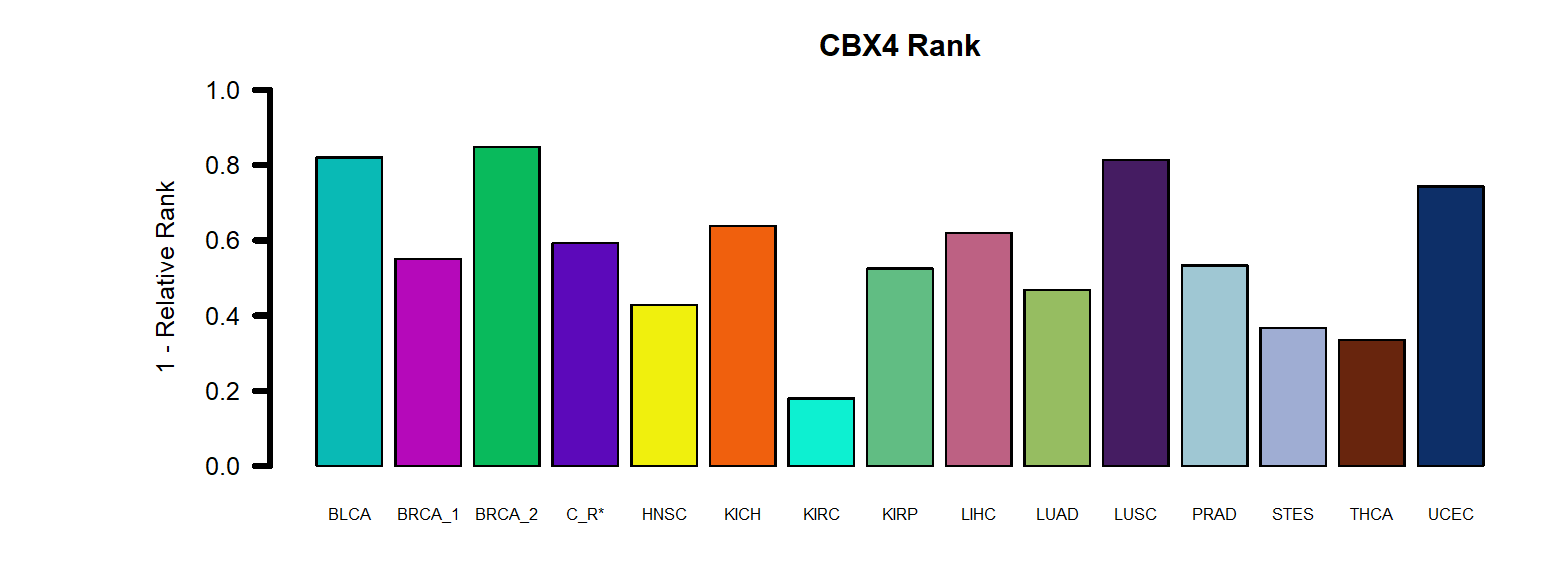 CBX4 Rank
1 - Relative Rank
1.0
0.8
0.6
0.4
0.2
0.0
BLCA BRCA_1 BRCA_2 C_R* HNSC KICH KIRC KIRP LIHC LUAD LUSC PRAD STES THCA UCEC